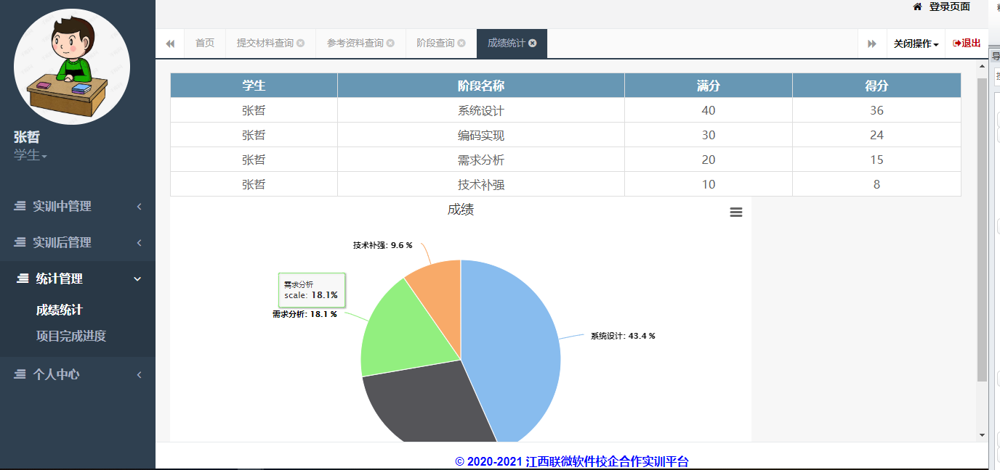 登录页面
首页 提交材料查询 参考资料查询 阶段查询 成绩统计 关闭操作 退出
张哲
学生
实训中管理
实训后管理
统计管理
成绩统计
项目完成进度
个人中心
学生 阶段名称 满分 得分
张哲 系统设计 40 36
张哲 编码实现 30 24
张哲 需求分析 20 15
张哲 技术补强 10 8
成绩
技术补强: 9.6 %
需求分析
scale: 18.1%
需求分析: 18.1 %
系统设计: 43.4 %
© 2020-2021 江西联微软件校企合作实训平台